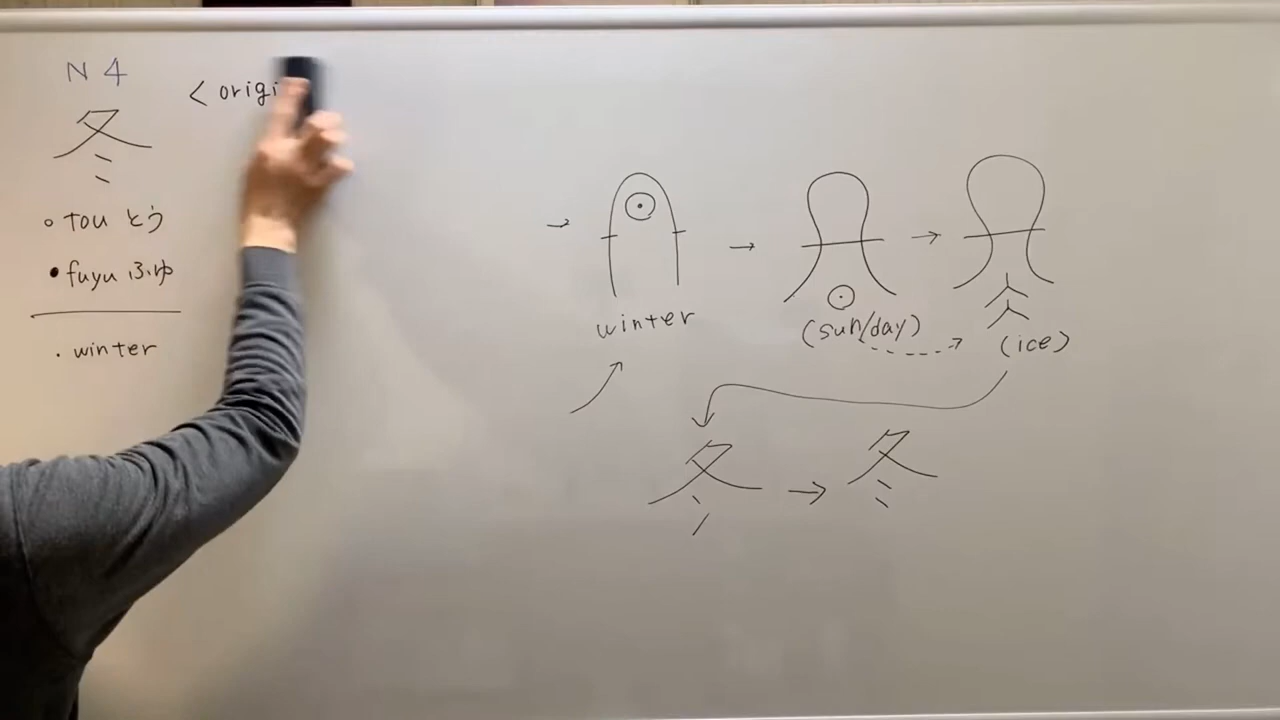 N4
冬
< origi
◦ tou とう
• fuyu ふゆ
· winter
→
winter
→
(sun/day)
→
(ice)
冬 → 冬